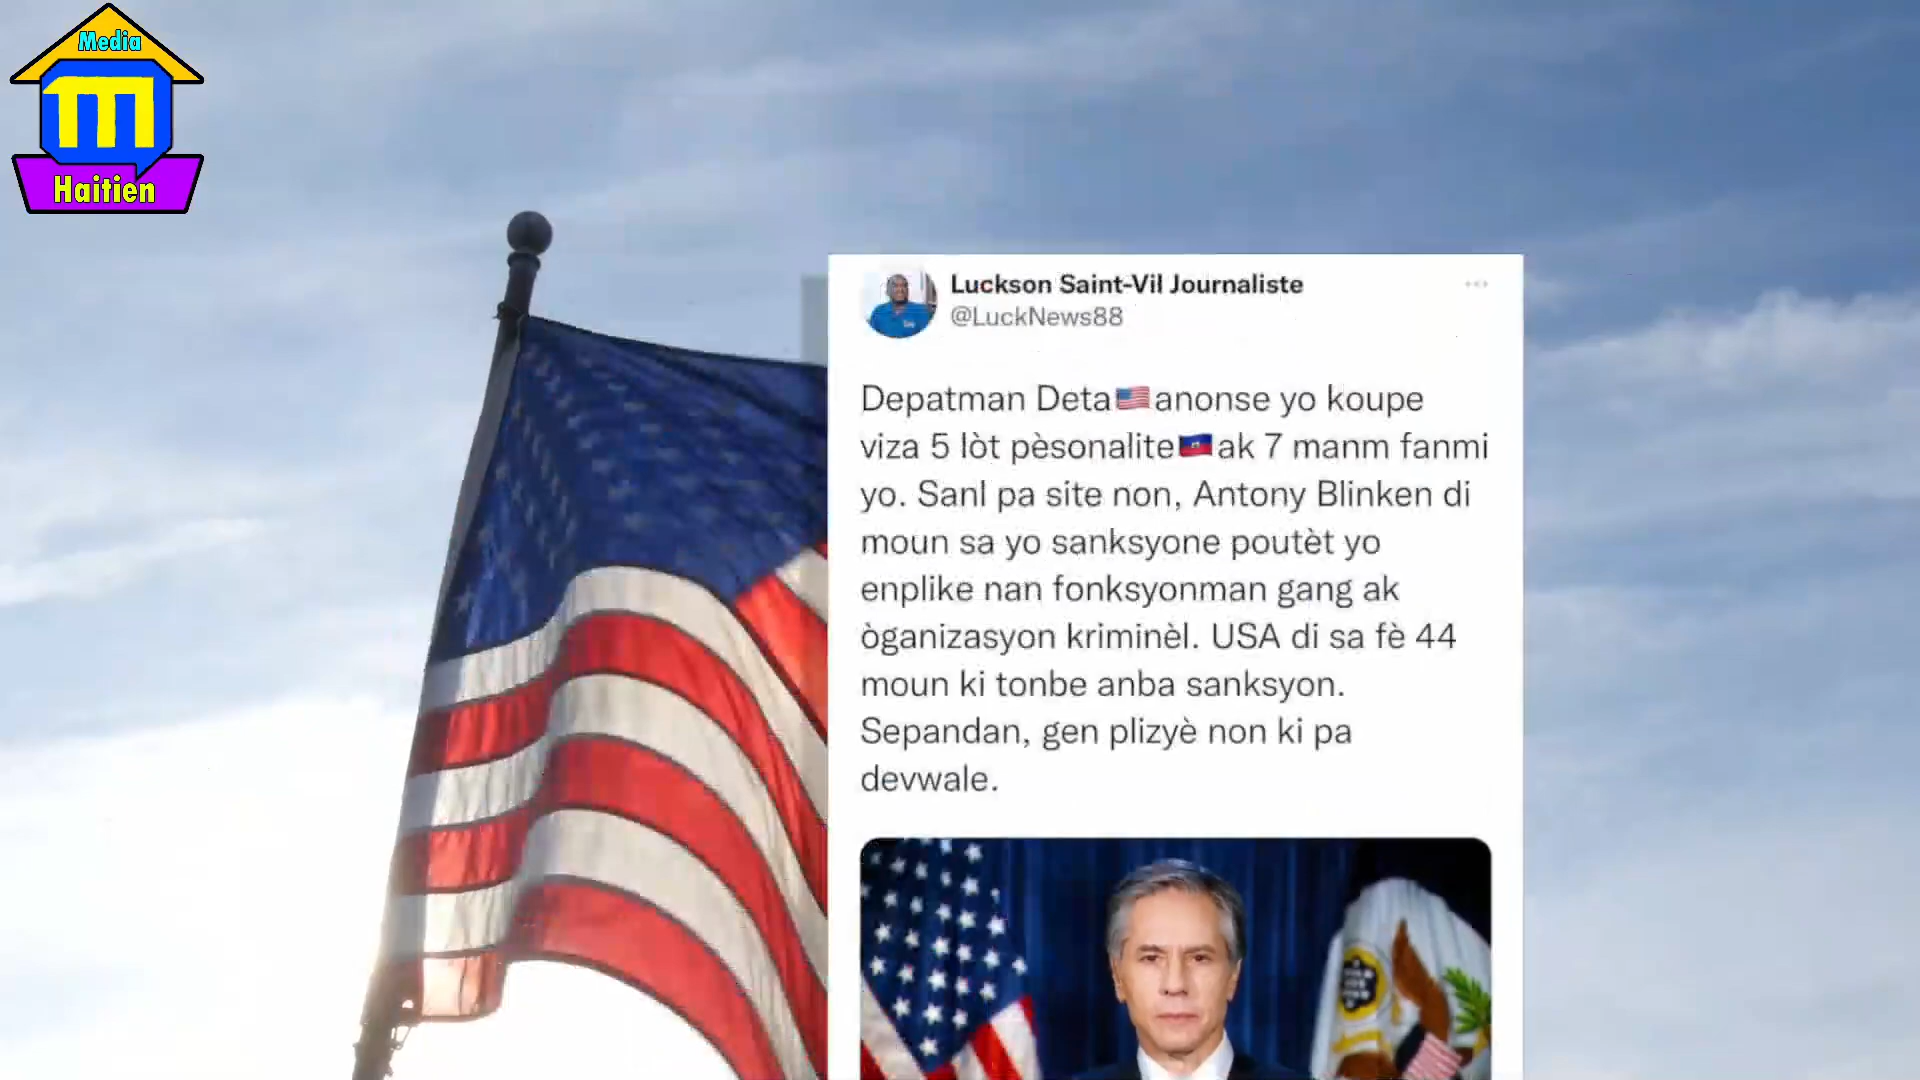 Media
m
Haitien
Luckson Saint-Vil Journaliste
@LuckNews88
Depatman Deta🇺🇸anonse yo koupe
viza 5 lòt pèsonalite🇭🇹ak 7 manm fanmi
yo. Sanl pa site non, Antony Blinken di
moun sa yo sanksyone poutèt yo
enplike nan fonksyonman gang ak
òganizasyon kriminèl. USA di sa fè 44
moun ki tonbe anba sanksyon.
Sepandan, gen plizyè non ki pa
devwale.